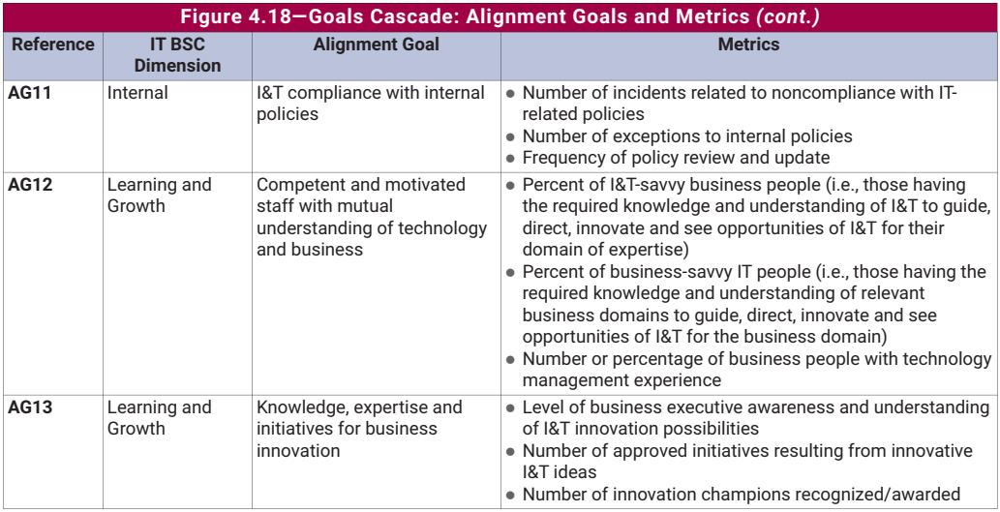 Figure 4.18—Goals Cascade: Alignment Goals and Metrics (cont.)
Reference
IT BSC
Dimension
Alignment Goal
Metrics
AG11
Internal
I&T compliance with internal
policies
● Number of incidents related to noncompliance with IT-
related policies
● Number of exceptions to internal policies
● Frequency of policy review and update
AG12
Learning and
Growth
Competent and motivated
staff with mutual
understanding of technology
and business
● Percent of I&T-savvy business people (i.e., those having
the required knowledge and understanding of I&T to guide,
direct, innovate and see opportunities of I&T for their
domain of expertise)
● Percent of business-savvy IT people (i.e., those having the
required knowledge and understanding of relevant
business domains to guide, direct, innovate and see
opportunities of I&T for the business domain)
● Number or percentage of business people with technology
management experience
AG13
Learning and
Growth
Knowledge, expertise and
initiatives for business
innovation
● Level of business executive awareness and understanding
of I&T innovation possibilities
● Number of approved initiatives resulting from innovative
I&T ideas
● Number of innovation champions recognized/awarded